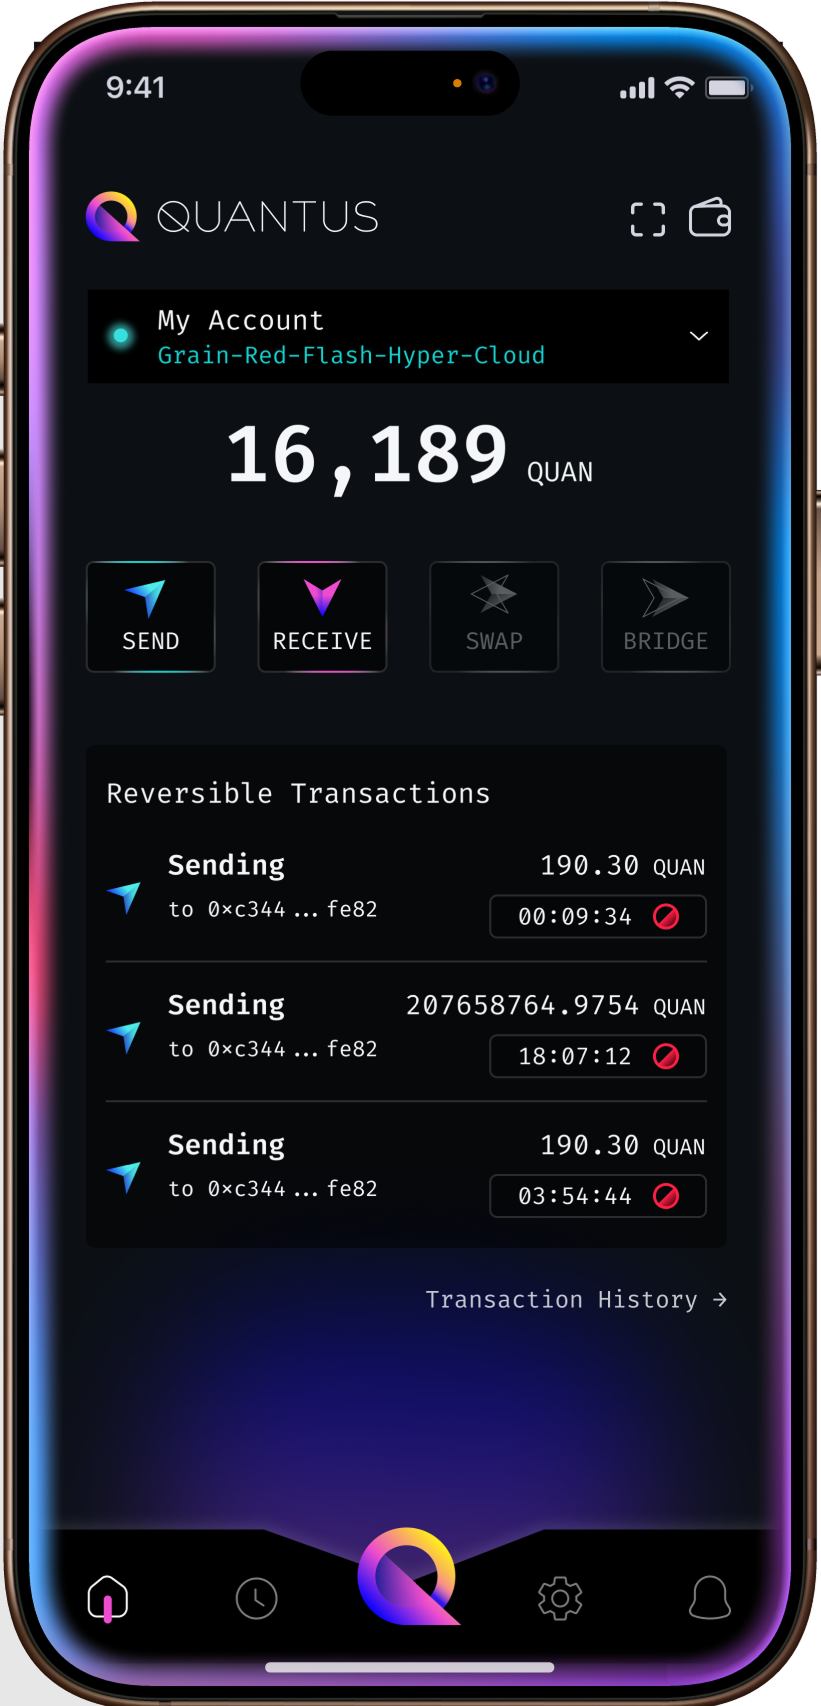 9:41
QUANTUS
My Account
Grain-Red-Flash-Hyper-Cloud
16,189 QUAN
SEND
RECEIVE
SWAP
BRIDGE
Reversible Transactions
Sending
190.30 QUAN
to 0×c344...fe82
00:09:34
Sending
207658764.9754 QUAN
to 0×c344...fe82
18:07:12
Sending
190.30 QUAN
to 0×c344...fe82
03:54:44
Transaction History →